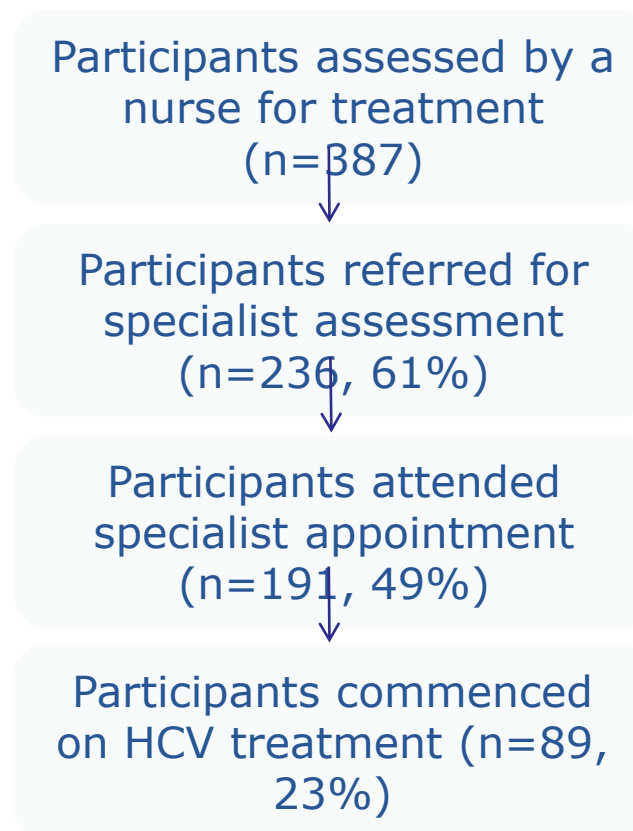 Participants assessed by a
nurse for treatment
(n=387)
Participants referred for
specialist assessment
(n=236, 61%)
Participants attended
specialist appointment
(n=191, 49%)
Participants commenced
on HCV treatment (n=89,
23%)